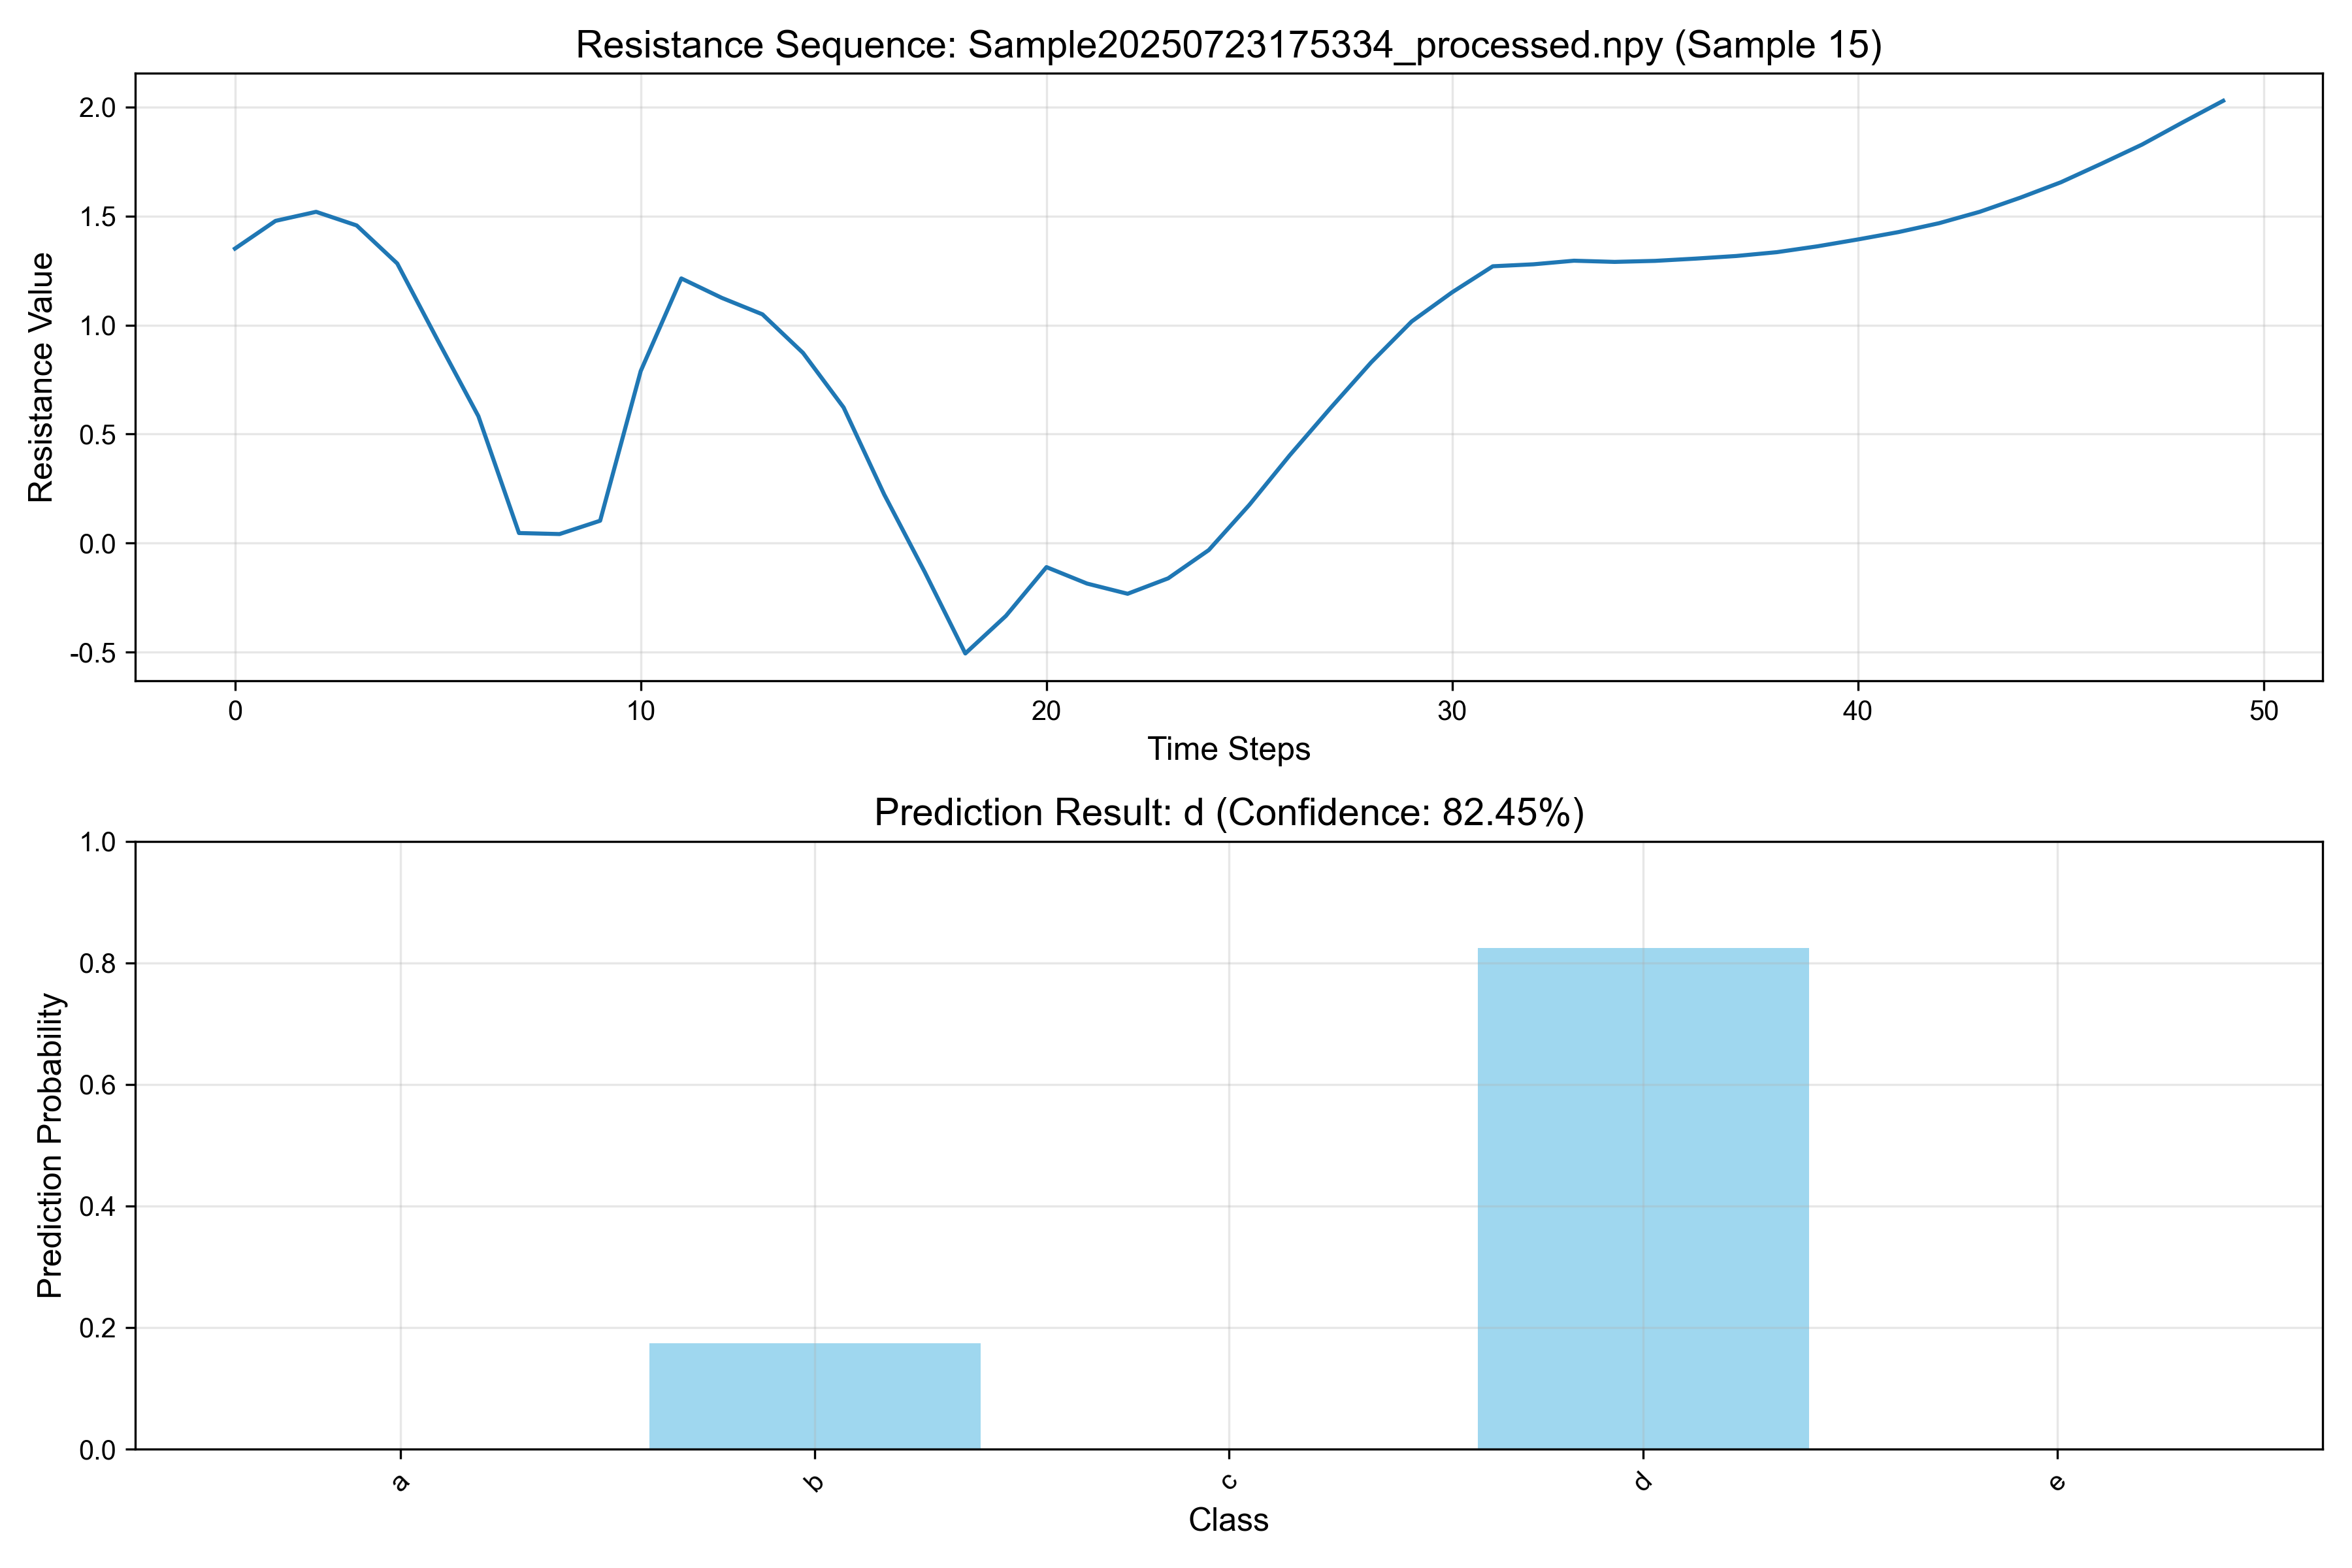 Resistance Sequence: Sample20250723175334_processed.npy (Sample 15)
Resistance Value
2.0
1.5
1.0
0.5
0.0
-0.5
0 10 20 30 40 50
Time Steps
Prediction Result: d (Confidence: 82.45%)
Prediction Probability
1.0
0.8
0.6
0.4
0.2
0.0
a b c d e
Class